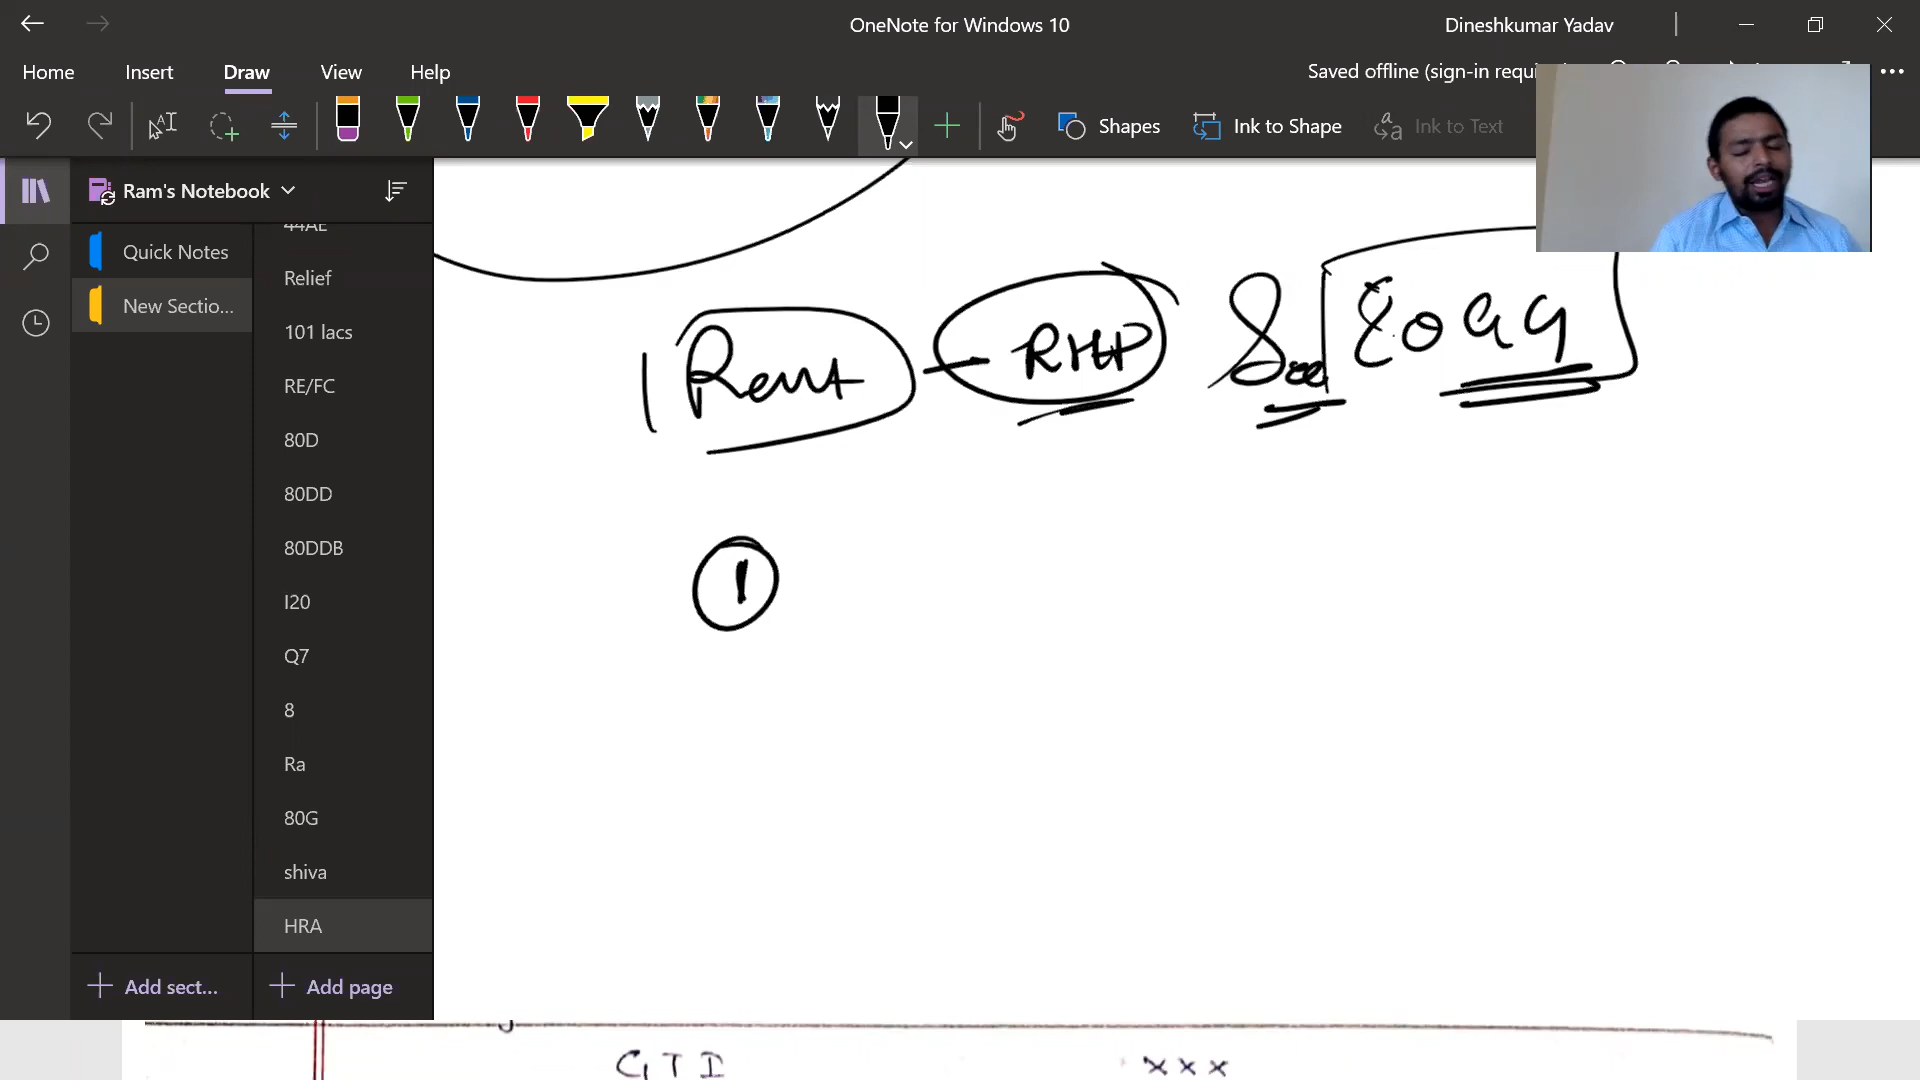 OneNote for Windows 10
Dineshkumar Yadav
Home Insert Draw View Help
Saved offline (sign-in requi
Shapes
Ink to Shape
Ink to Text
Ram's Notebook
Quick Notes
New Sectio...
44AE
Relief
101 lacs
RE/FC
80D
80DD
80DDB
I20
Q7
8
Ra
80G
shiva
HRA
Add sect...
Add page
Rent - RHP 80GG
1
GTI xxx